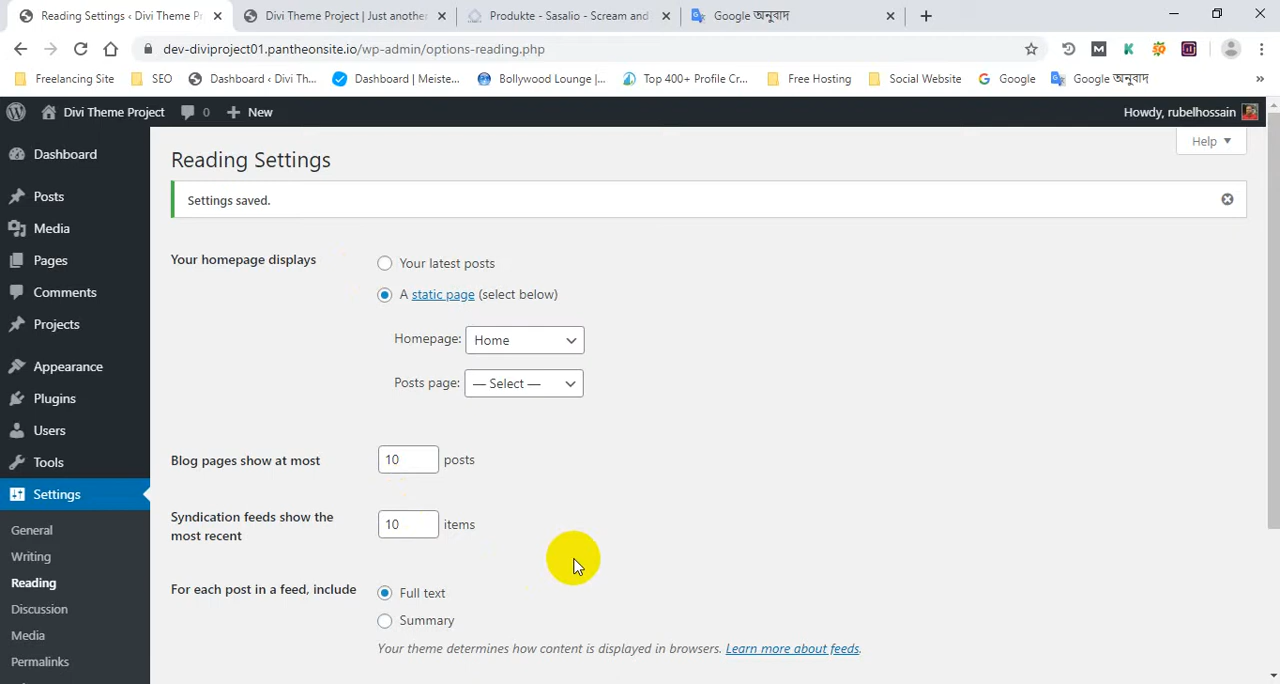 Reading Settings ‹ Divi Theme Pr
Divi Theme Project | Just another
Produkte - Sasalio - Scream and
Google অনুবাদ
dev-diviproject01.pantheonsite.io/wp-admin/options-reading.php
Freelancing Site
SEO
Dashboard ‹ Divi Th...
Dashboard | Meiste...
Bollywood Lounge |...
Top 400+ Profile Cr...
Free Hosting
Social Website
Google
Google অনুবাদ
»
Divi Theme Project
0
New
Howdy, rubelhossain
Dashboard
Posts
Media
Pages
Comments
Projects
Appearance
Plugins
Users
Tools
Settings
General
Writing
Reading
Discussion
Media
Permalinks
Help
Reading Settings
Settings saved.
Your homepage displays
Your latest posts
A static page (select below)
Homepage: Home
Posts page: — Select —
Blog pages show at most
10 posts
Syndication feeds show the
most recent
10 items
For each post in a feed, include
Full text
Summary
Your theme determines how content is displayed in browsers. Learn more about feeds.